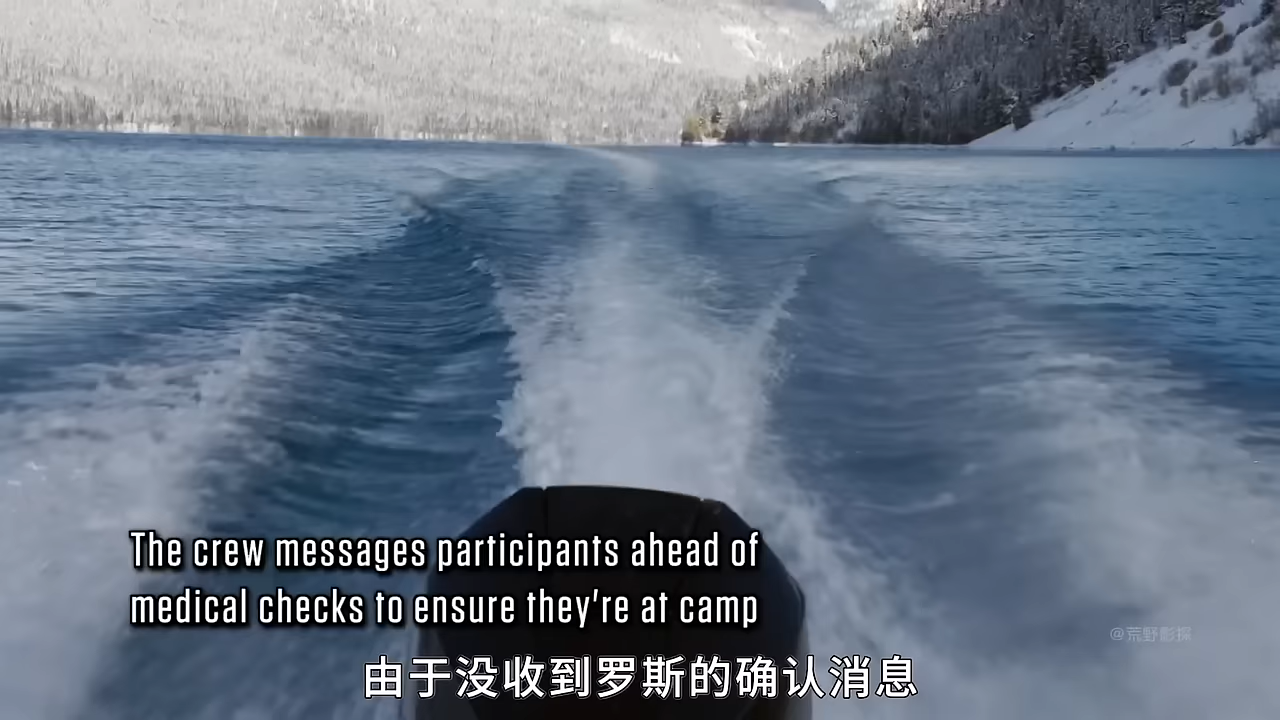 The crew messages participants ahead of
medical checks to ensure they're at camp
@荒野影探
由于没收到罗斯的确认消息